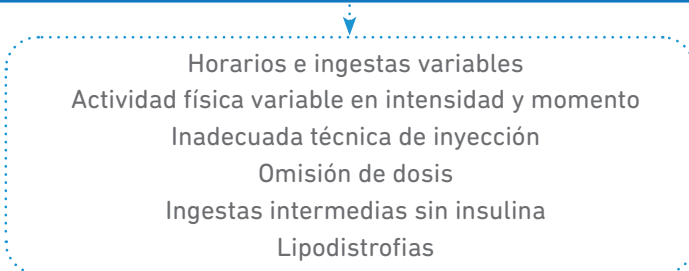 Horarios e ingestas variables
Actividad física variable en intensidad y momento
Inadecuada técnica de inyección
Omisión de dosis
Ingestas intermedias sin insulina
Lipodistrofias